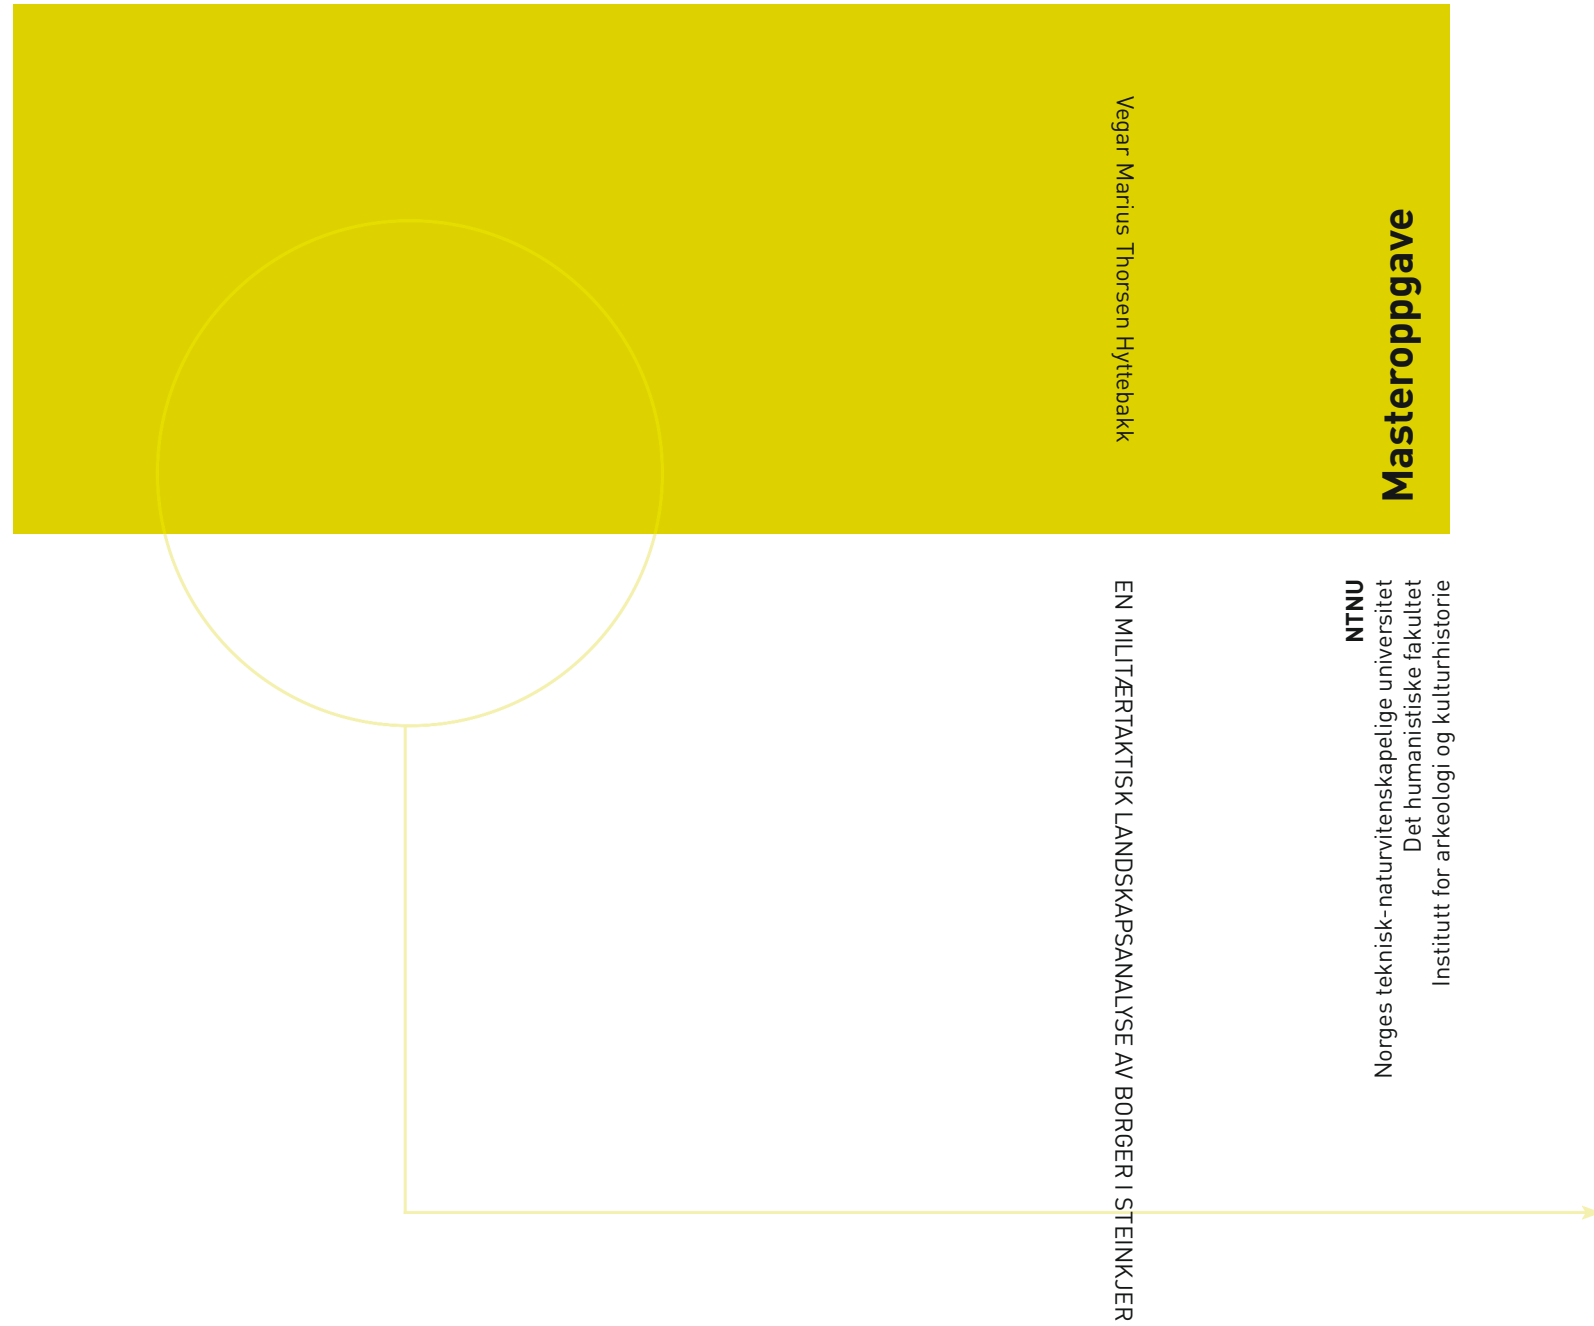 Vegar Marius Thorsen Hyttebakk
EN MILITÆRTAKTISK LANDSKAPSANALYSE AV BORGER I STEINKJER
Masteroppgave
NTNU
Norges teknisk-naturvitenskapelige universitet
Det humanistiske fakultet
Institutt for arkeologi og kulturhistorie